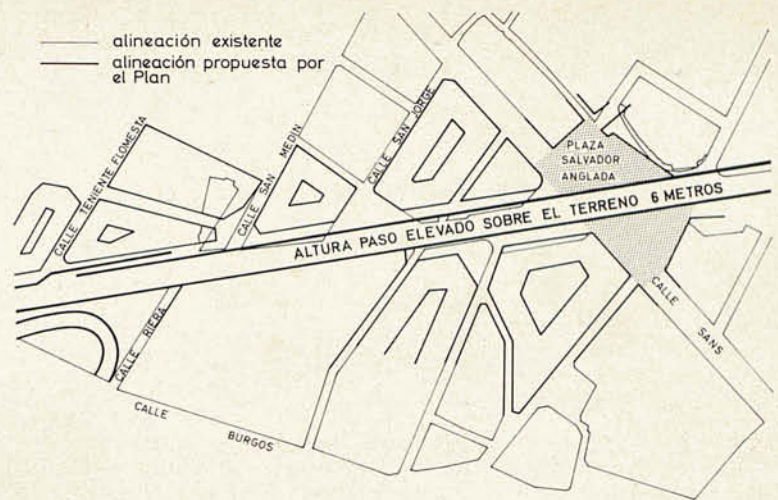 alineación existente
alineación propuesta por
el Plan
CALLE TENIENTE FLOMESTA
CALLE SAN MEDIN
CALLE SAN JORGE
PLAZA
SALVADOR
ANGLADA
ALTURA PASO ELEVADO SOBRE EL TERRENO 6 METROS
CALLE SANS
CALLE RIERA
CALLE BURGOS